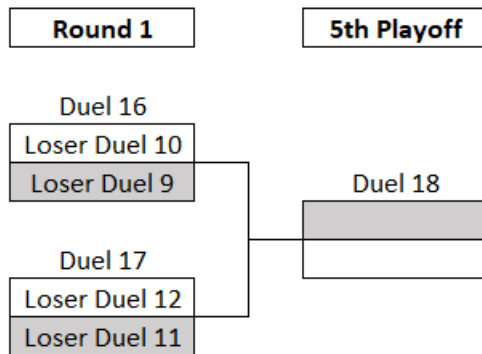 Round 1
5th Playoff
Duel 16
Loser Duel 10
Loser Duel 9
Duel 18
Duel 17
Loser Duel 12
Loser Duel 11